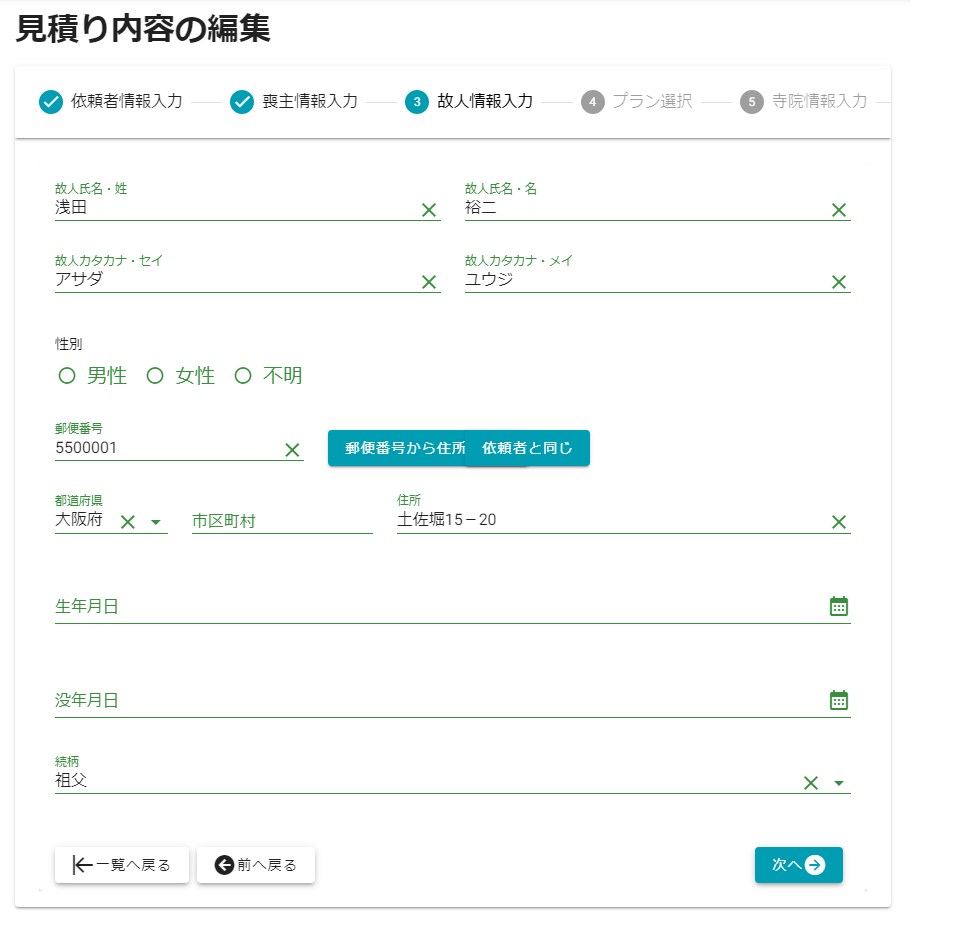 見積り内容の編集
依頼者情報入力 喪主情報入力 3 故人情報入力 4 プラン選択 5 寺院情報入力
故人氏名・姓 故人氏名・名
浅田 裕二
故人カタカナ・セイ 故人カタカナ・メイ
アサダ ユウジ
性別
男性 女性 不明
郵便番号
5500001 郵便番号から住所 依頼者と同じ
都道府県 住所
大阪府 市区町村 土佐堀15－20
生年月日
没年月日
続柄
祖父
一覧へ戻る 前へ戻る 次へ